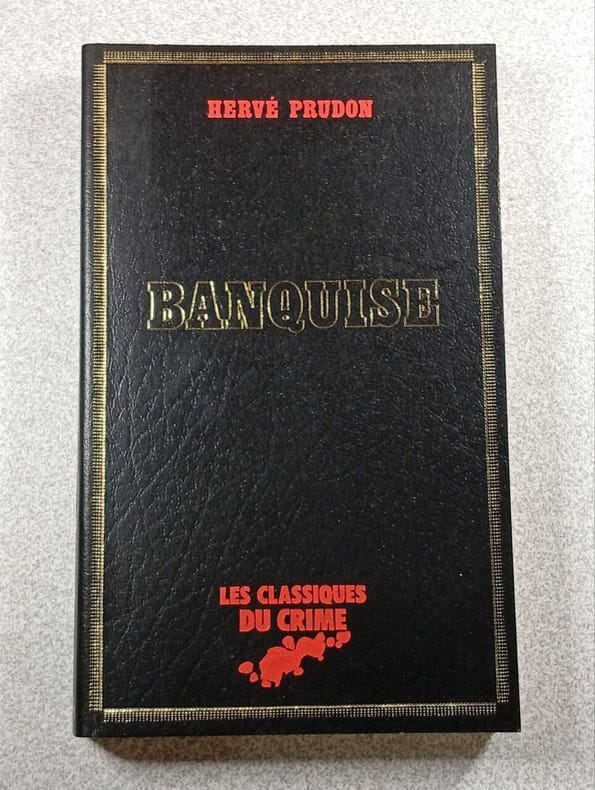 HERVÉ PRUDON
BANQUISE
LES CLASSIQUES
DU CRIME